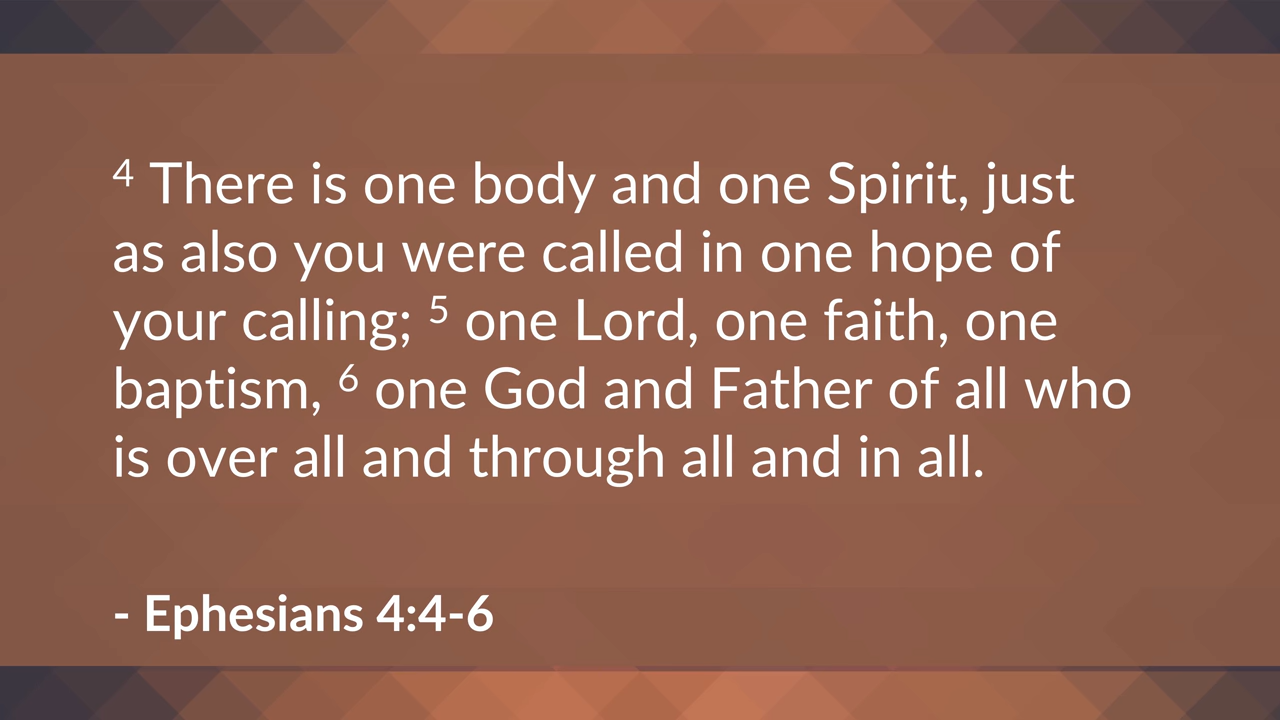 4 There is one body and one Spirit, just
as also you were called in one hope of
your calling; 5 one Lord, one faith, one
baptism, 6 one God and Father of all who
is over all and through all and in all.
- Ephesians 4:4-6